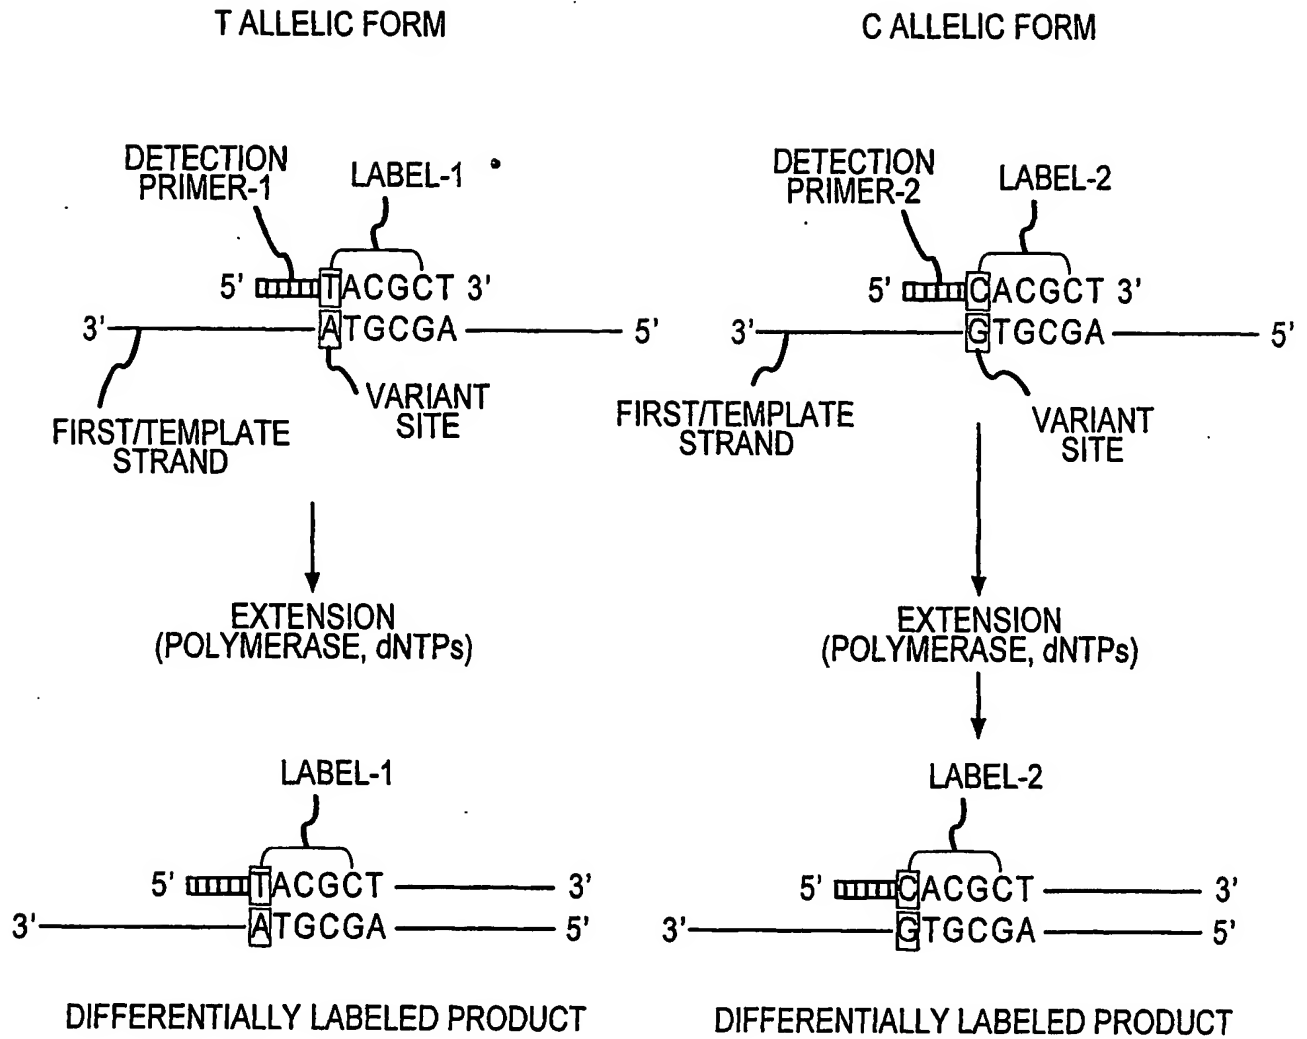 T ALLELIC FORM
DETECTION
PRIMER-1
LABEL-1
5' TACGCT 3'
3' ATGCGA 5'
VARIANT
SITE
FIRST/TEMPLATE
STRAND
EXTENSION
(POLYMERASE, dNTPs)
LABEL-1
5' TACGCT 3'
3' ATGCGA 5'
DIFFERENTIALLY LABELED PRODUCT
C ALLELIC FORM
DETECTION
PRIMER-2
LABEL-2
5' CACGCT 3'
3' GTGCGA 5'
FIRST/TEMPLATE
STRAND
VARIANT
SITE
EXTENSION
(POLYMERASE, dNTPs)
LABEL-2
5' CACGCT 3'
3' GTGCGA 5'
DIFFERENTIALLY LABELED PRODUCT